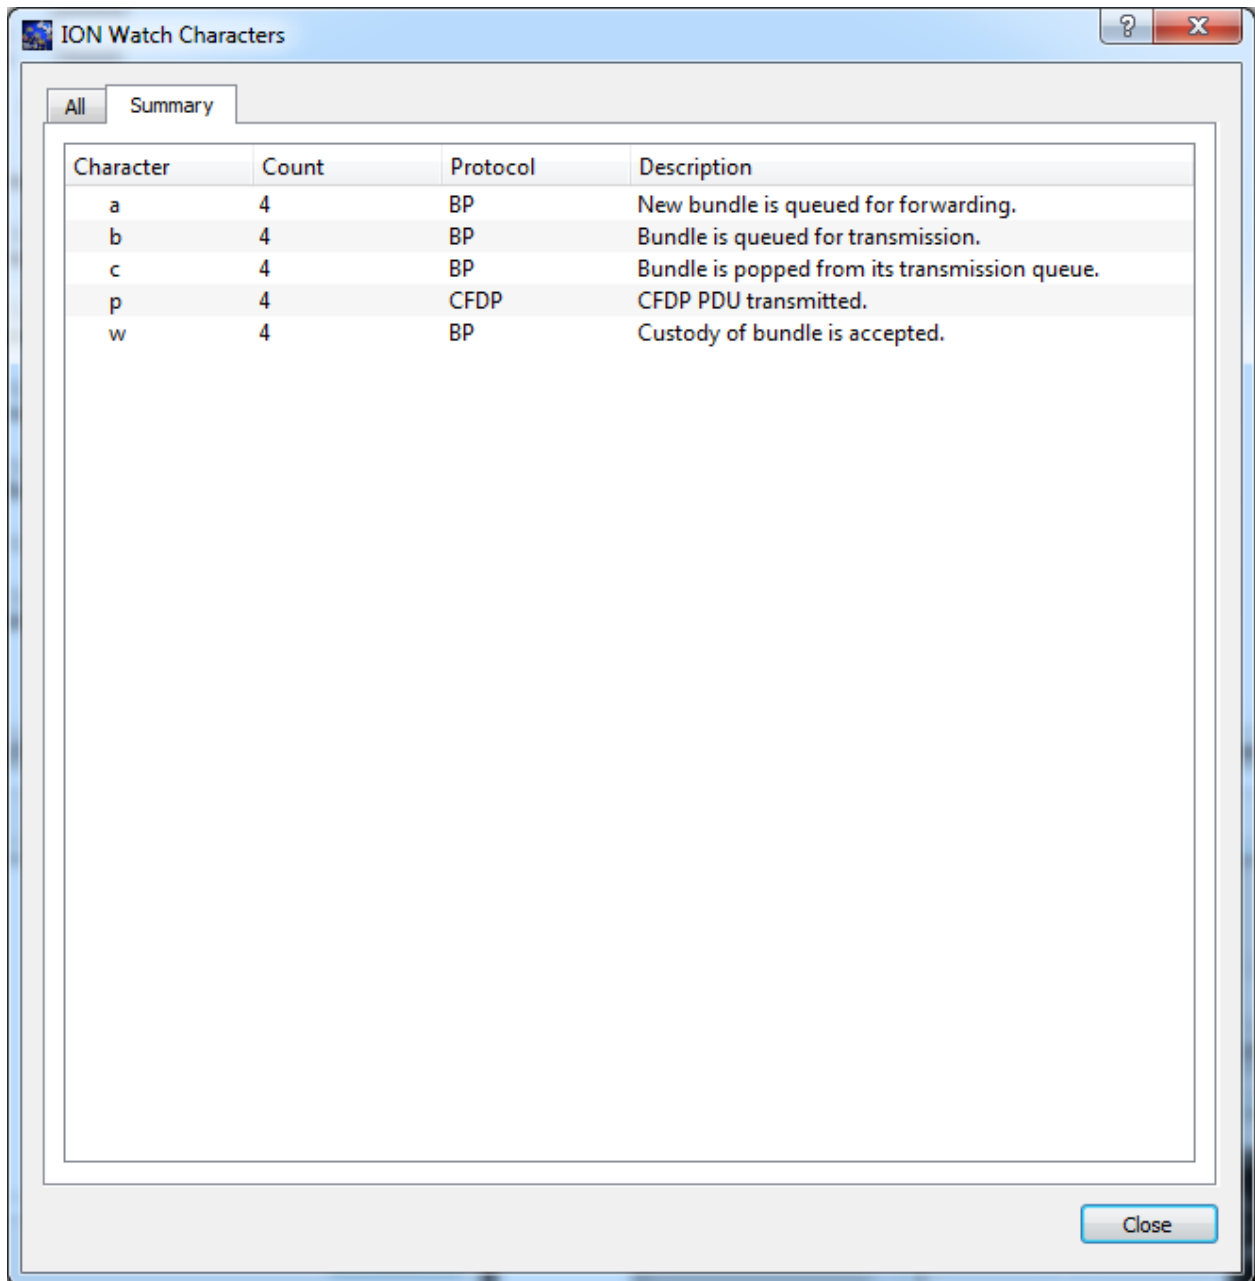 ION Watch Characters
?
X
All Summary
Character Count Protocol Description
a 4 BP New bundle is queued for forwarding.
b 4 BP Bundle is queued for transmission.
c 4 BP Bundle is popped from its transmission queue.
p 4 CFDP CFDP PDU transmitted.
w 4 BP Custody of bundle is accepted.
Close